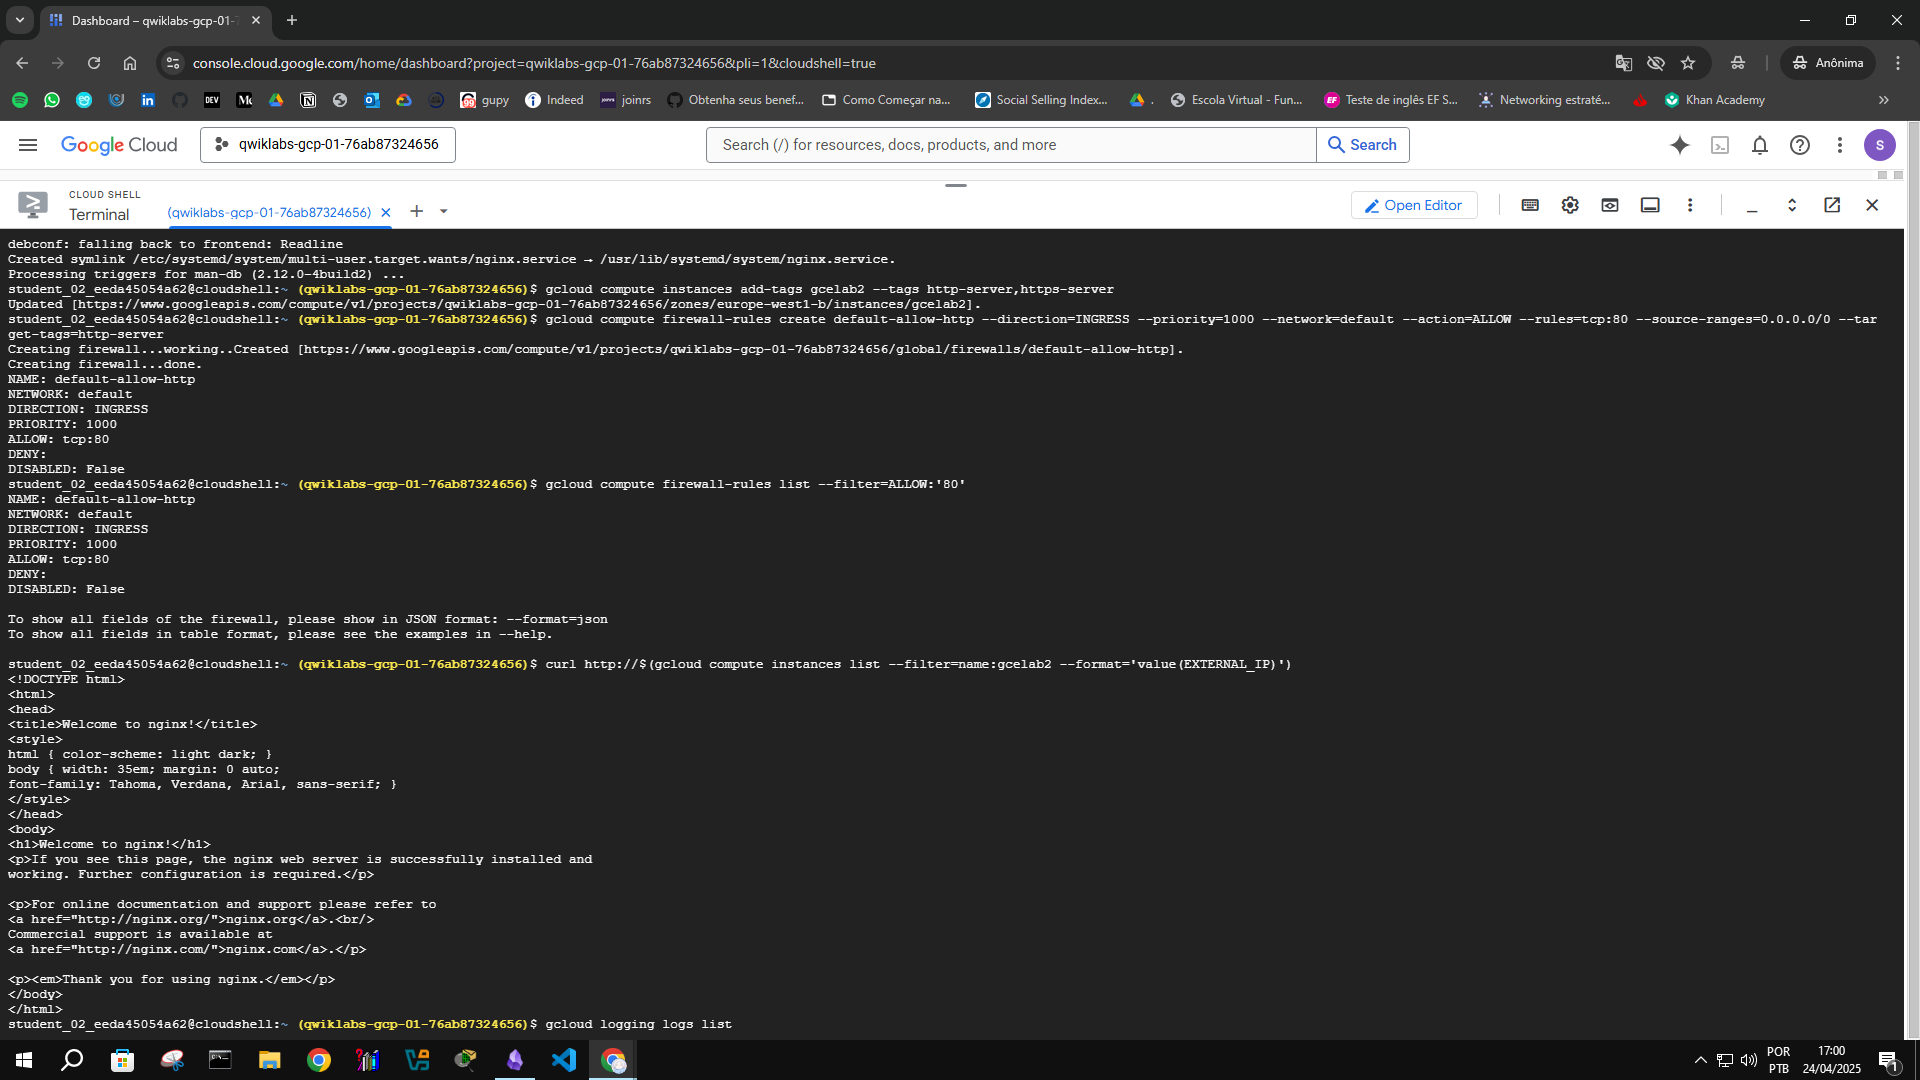 Dashboard – qwiklabs-gcp-01-7
console.cloud.google.com/home/dashboard?project=qwiklabs-gcp-01-76ab87324656&pli=1&cloudshell=true
Anônima
gupy
Indeed
joinrs
Obtenha seus benef...
Como Começar na...
Social Selling Index...
.
Escola Virtual - Fun...
Teste de inglês EF S...
Networking estraté...
Khan Academy
Google Cloud
qwiklabs-gcp-01-76ab87324656
Search (/) for resources, docs, products, and more
Search
S
CLOUD SHELL
Terminal
(qwiklabs-gcp-01-76ab87324656)
Open Editor
debconf: falling back to frontend: Readline
Created symlink /etc/systemd/system/multi-user.target.wants/nginx.service → /usr/lib/systemd/system/nginx.service.
Processing triggers for man-db (2.12.0-4build2) ...
student_02_eeda45054a62@cloudshell:~ (qwiklabs-gcp-01-76ab87324656)$ gcloud compute instances add-tags gcelab2 --tags http-server,https-server
Updated [https://www.googleapis.com/compute/v1/projects/qwiklabs-gcp-01-76ab87324656/zones/europe-west1-b/instances/gcelab2].
student_02_eeda45054a62@cloudshell:~ (qwiklabs-gcp-01-76ab87324656)$ gcloud compute firewall-rules create default-allow-http --direction=INGRESS --priority=1000 --network=default --action=ALLOW --rules=tcp:80 --source-ranges=0.0.0.0/0 --tar
get-tags=http-server
Creating firewall...working..Created [https://www.googleapis.com/compute/v1/projects/qwiklabs-gcp-01-76ab87324656/global/firewalls/default-allow-http].
Creating firewall...done.
NAME: default-allow-http
NETWORK: default
DIRECTION: INGRESS
PRIORITY: 1000
ALLOW: tcp:80
DENY:
DISABLED: False
student_02_eeda45054a62@cloudshell:~ (qwiklabs-gcp-01-76ab87324656)$ gcloud compute firewall-rules list --filter=ALLOW:'80'
NAME: default-allow-http
NETWORK: default
DIRECTION: INGRESS
PRIORITY: 1000
ALLOW: tcp:80
DENY:
DISABLED: False
To show all fields of the firewall, please show in JSON format: --format=json
To show all fields in table format, please see the examples in --help.
student_02_eeda45054a62@cloudshell:~ (qwiklabs-gcp-01-76ab87324656)$ curl http://$(gcloud compute instances list --filter=name:gcelab2 --format='value(EXTERNAL_IP)')
<!DOCTYPE html>
<html>
<head>
<title>Welcome to nginx!</title>
<style>
html { color-scheme: light dark; }
body { width: 35em; margin: 0 auto;
font-family: Tahoma, Verdana, Arial, sans-serif; }
</style>
</head>
<body>
<h1>Welcome to nginx!</h1>
<p>If you see this page, the nginx web server is successfully installed and
working. Further configuration is required.</p>
<p>For online documentation and support please refer to
<a href="http://nginx.org/">nginx.org</a>.<br/>
Commercial support is available at
<a href="http://nginx.com/">nginx.com</a>.</p>
<p><em>Thank you for using nginx.</em></p>
</body>
</html>
student_02_eeda45054a62@cloudshell:~ (qwiklabs-gcp-01-76ab87324656)$ gcloud logging logs list
POR
PTB
17:00
24/04/2025
1